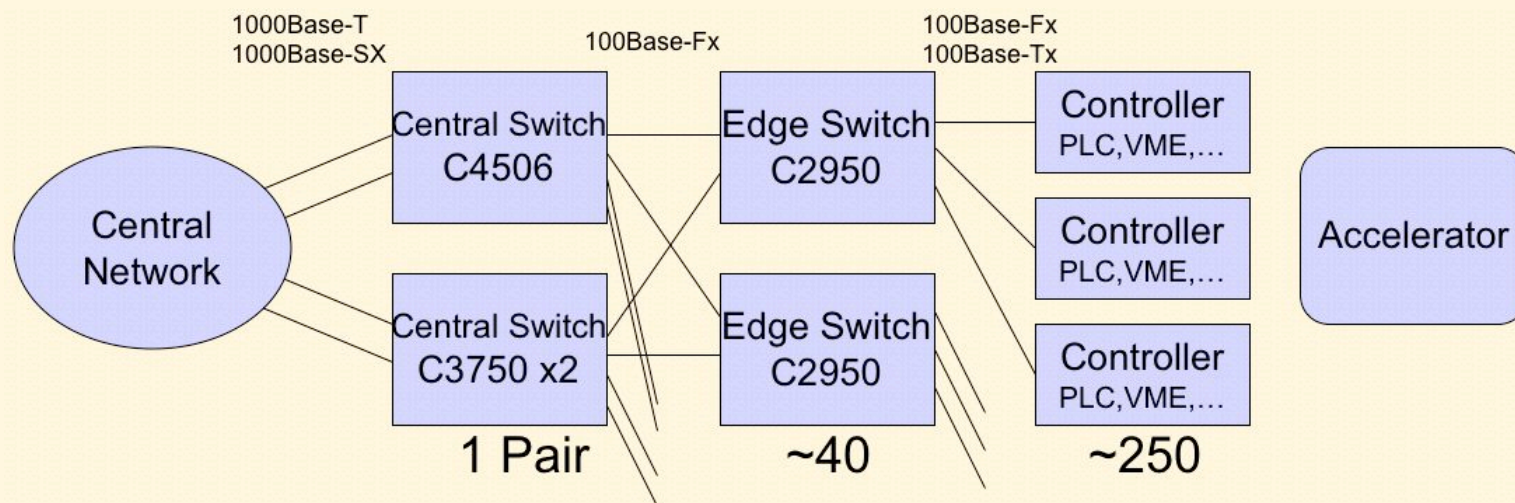 1000Base-T
1000Base-SX
100Base-Fx
100Base-Fx
100Base-Tx
Central
Network
Central Switch
C4506
Central Switch
C3750 x2
1 Pair
Edge Switch
C2950
Edge Switch
C2950
~40
Controller
PLC,VME,…
Controller
PLC,VME,…
Controller
PLC,VME,…
~250
Accelerator